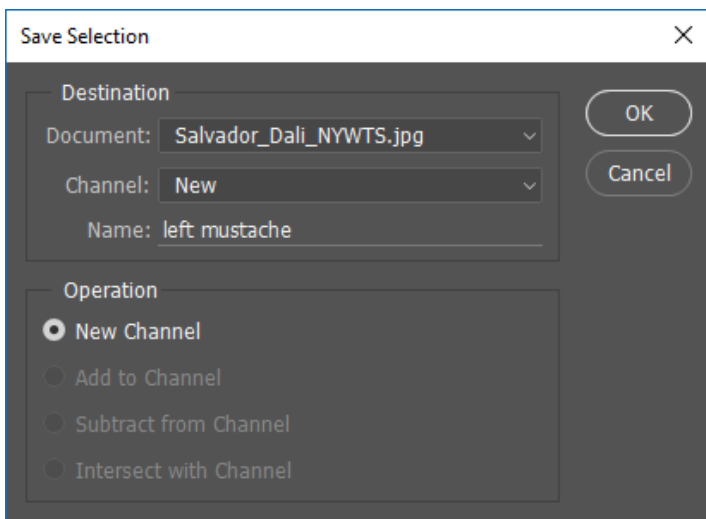 Save Selection
Destination
Document: Salvador_Dali_NYWTS.jpg
Channel: New
Name: left mustache
OK
Cancel
Operation
New Channel
Add to Channel
Subtract from Channel
Intersect with Channel